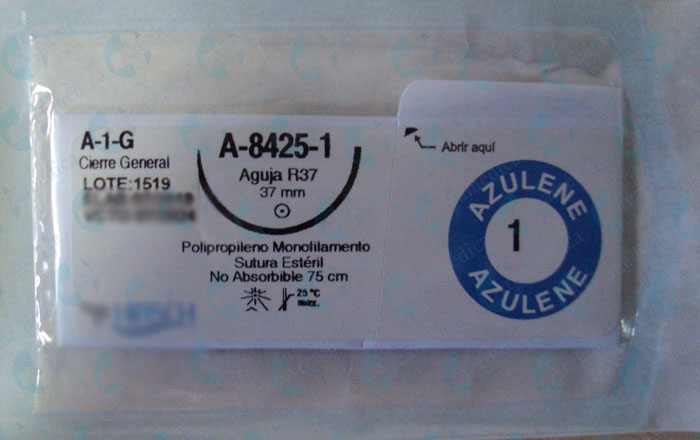 A-1-G
Cierre General
LOTE:1519
A-8425-1
Aguja R37
37 mm
Polipropileno Monofilamento
Sutura Estéril
No Absorbible 75 cm
25 °C
max.
Abrir aquí
AZULENE
1
AZULENE